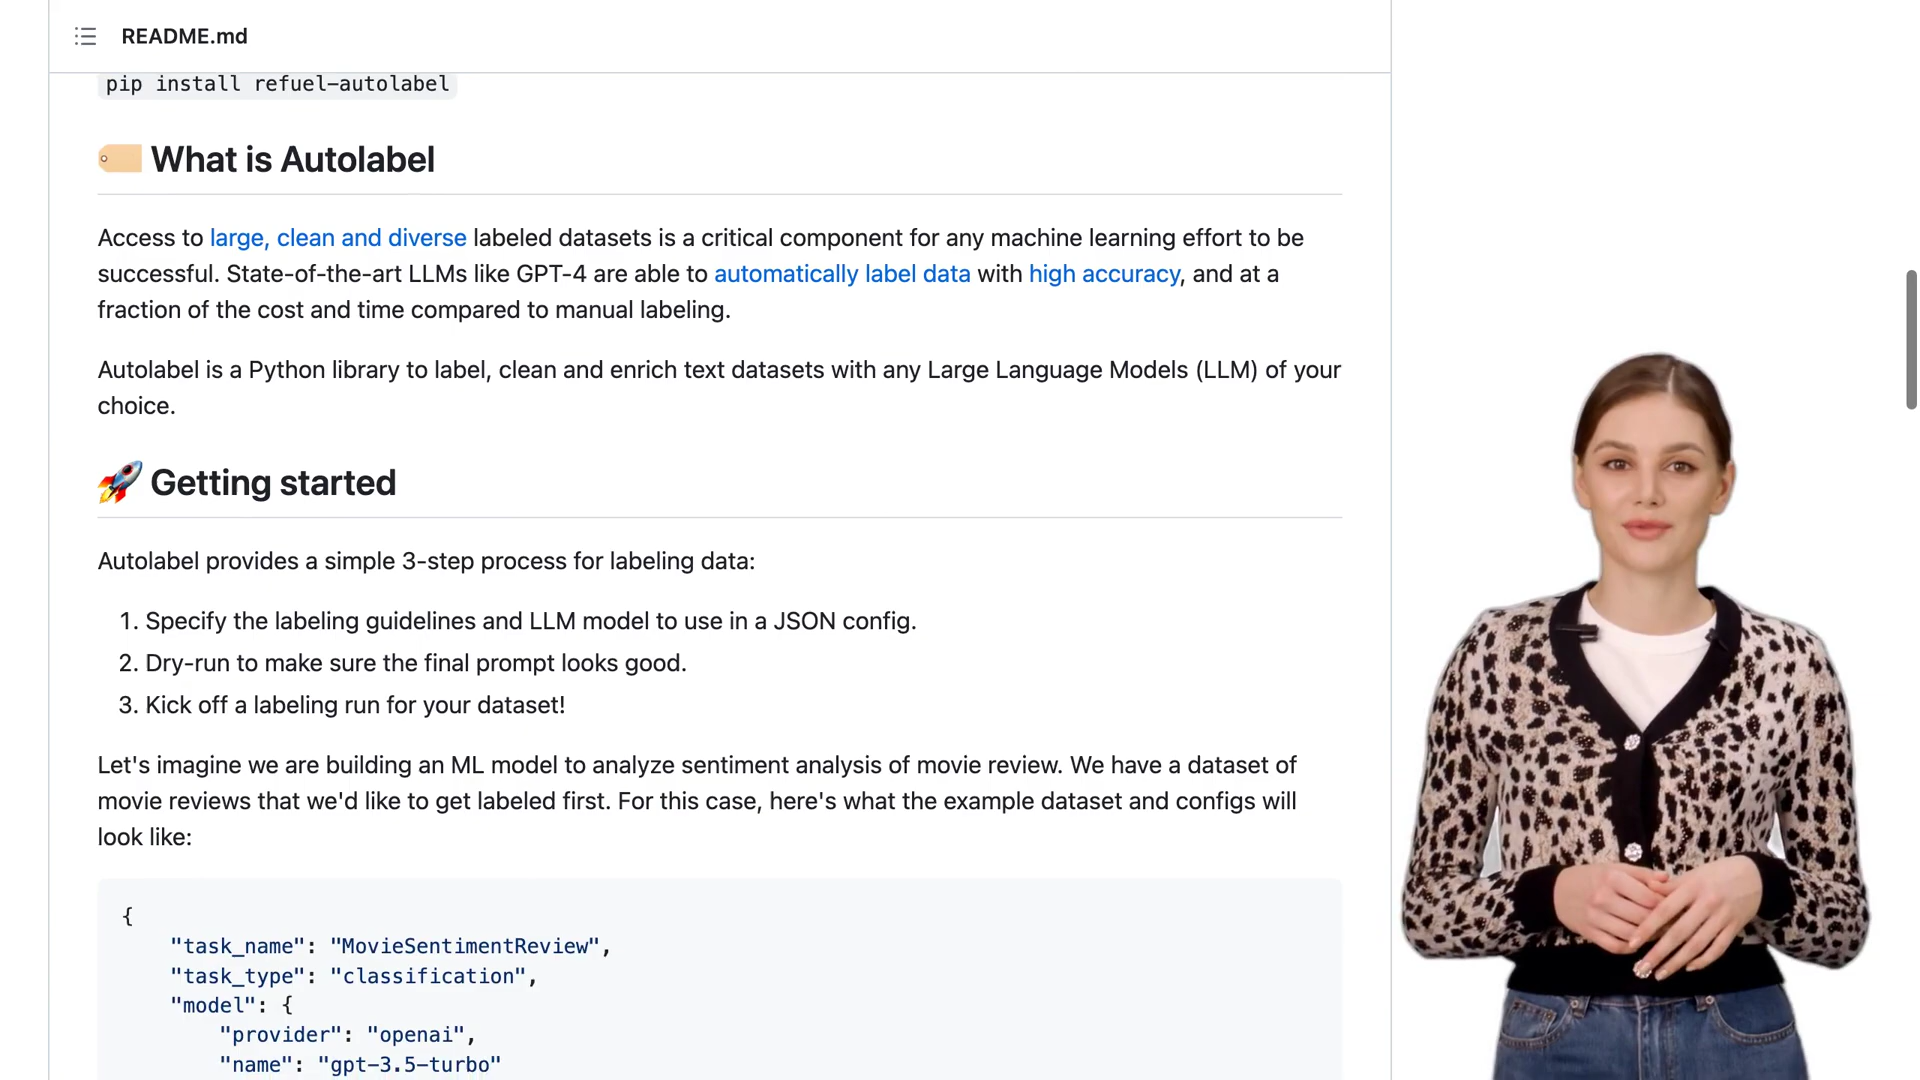 README.md
pip install refuel-autolabel
What is Autolabel
Access to large, clean and diverse labeled datasets is a critical component for any machine learning effort to be
successful. State-of-the-art LLMs like GPT-4 are able to automatically label data with high accuracy, and at a
fraction of the cost and time compared to manual labeling.
Autolabel is a Python library to label, clean and enrich text datasets with any Large Language Models (LLM) of your
choice.
🚀 Getting started
Autolabel provides a simple 3-step process for labeling data:
1. Specify the labeling guidelines and LLM model to use in a JSON config.
2. Dry-run to make sure the final prompt looks good.
3. Kick off a labeling run for your dataset!
Let's imagine we are building an ML model to analyze sentiment analysis of movie review. We have a dataset of
movie reviews that we'd like to get labeled first. For this case, here's what the example dataset and configs will
look like:
{
"task_name": "MovieSentimentReview",
"task_type": "classification",
"model": {
"provider": "openai",
"name": "gpt-3.5-turbo"